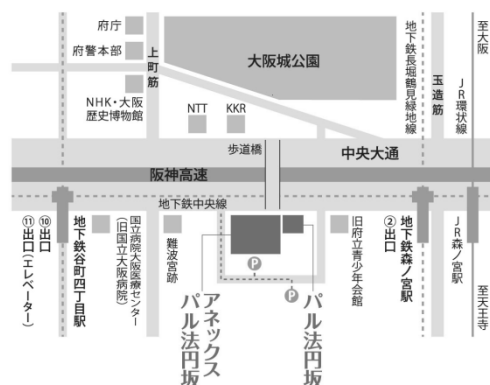 府庁
府警本部
NHK・大阪
歴史博物館
上町筋
大阪城公園
NTT
KKR
歩道橋
地下鉄長堀鶴見緑地線
玉造筋
JR環状線
至大阪
中央大通
阪神高速
地下鉄中央線
⑪出口(エレベーター)
⑩出口
地下鉄谷町四丁目駅
国立病院大阪医療センター
(旧国立大阪病院)
難波宮跡
P
P
アネックス
パル法円坂
パル法円坂
旧府立青少年会館
②出口
地下鉄森ノ宮駅
JR森ノ宮駅
至天王寺